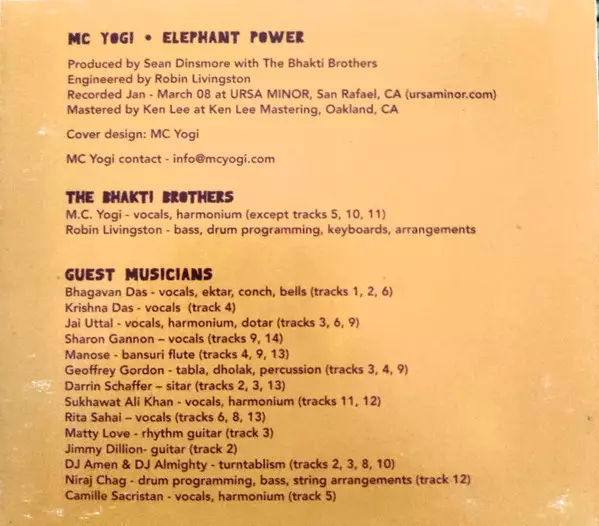 MC YOGI • ELEPHANT POWER
Produced by Sean Dinsmore with The Bhakti Brothers
Engineered by Robin Livingston
Recorded Jan - March 08 at URSA MINOR, San Rafael, CA (ursaminor.com)
Mastered by Ken Lee at Ken Lee Mastering, Oakland, CA
Cover design: MC Yogi
MC Yogi contact - info@mcyogi.com
THE BHAKTI BROTHERS
M.C. Yogi - vocals, harmonium (except tracks 5, 10, 11)
Robin Livingston - bass, drum programming, keyboards, arrangements
GUEST MUSICIANS
Bhagavan Das - vocals, ektar, conch, bells (tracks 1, 2, 6)
Krishna Das - vocals (track 4)
Jai Uttal - vocals, harmonium, dotar (tracks 3, 6, 9)
Sharon Gannon – vocals (tracks 9, 14)
Manose - bansuri flute (tracks 4, 9, 13)
Geoffrey Gordon - tabla, dholak, percussion (tracks 3, 4, 9)
Darrin Schaffer - sitar (tracks 2, 3, 13)
Sukhawat Ali Khan - vocals, harmonium (tracks 11, 12)
Rita Sahai – vocals (tracks 6, 8, 13)
Matty Love - rhythm guitar (track 3)
Jimmy Dillion- guitar (track 2)
DJ Amen & DJ Almighty - turntablism (tracks 2, 3, 8, 10)
Niraj Chag - drum programming, bass, string arrangements (track 12)
Camille Sacristan - vocals, harmonium (track 5)